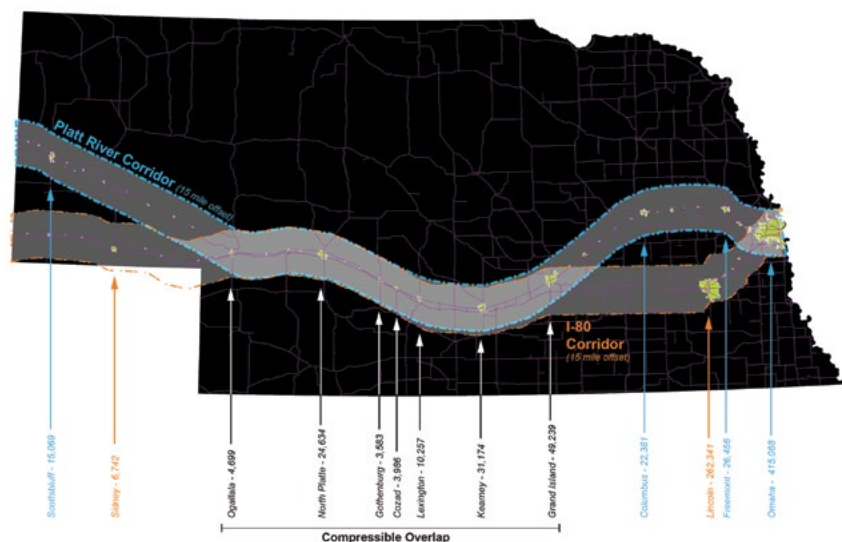 Platt River Corridor (15 mile offset)
I-80
Corridor
(15 mile offset)
Scottsbluff - 15,069
Sidney - 6,742
Ogallala - 4,699
North Platle - 24,634
Gothenburg - 3,583
Cozad - 3,986
Lexington - 10,257
Kearney - 31,174
Grand Island - 49,239
Columbus - 22,381
Lincoln - 262,341
Freemunt - 26,456
Omaha - 415,068
Compressible Overlap